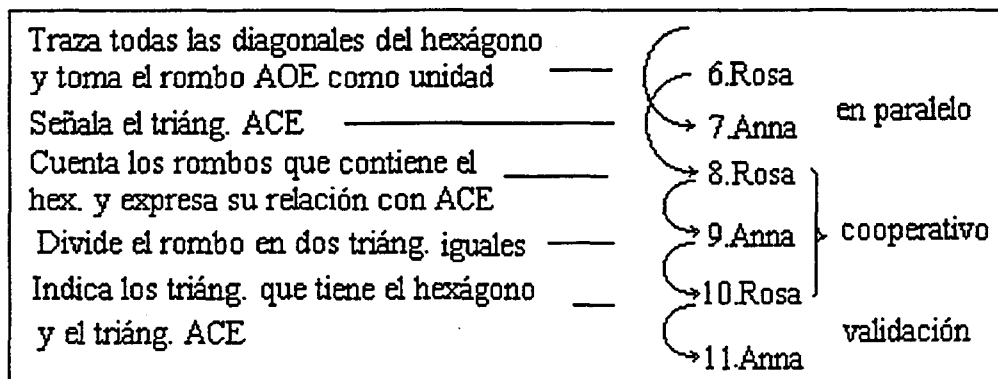 Traza todas las diagonales del hexágono
y toma el rombo AOE como unidad
6.Rosa
en paralelo
Señala el triáng. ACE
7.Anna
Cuenta los rombos que contiene el
8.Rosa
hex. y expresa su relación con ACE
Divide el rombo en dos triáng. iguales
9.Anna
cooperativo
Indica los triáng. que tiene el hexágono
10.Rosa
y el triáng. ACE
validación
11.Anna